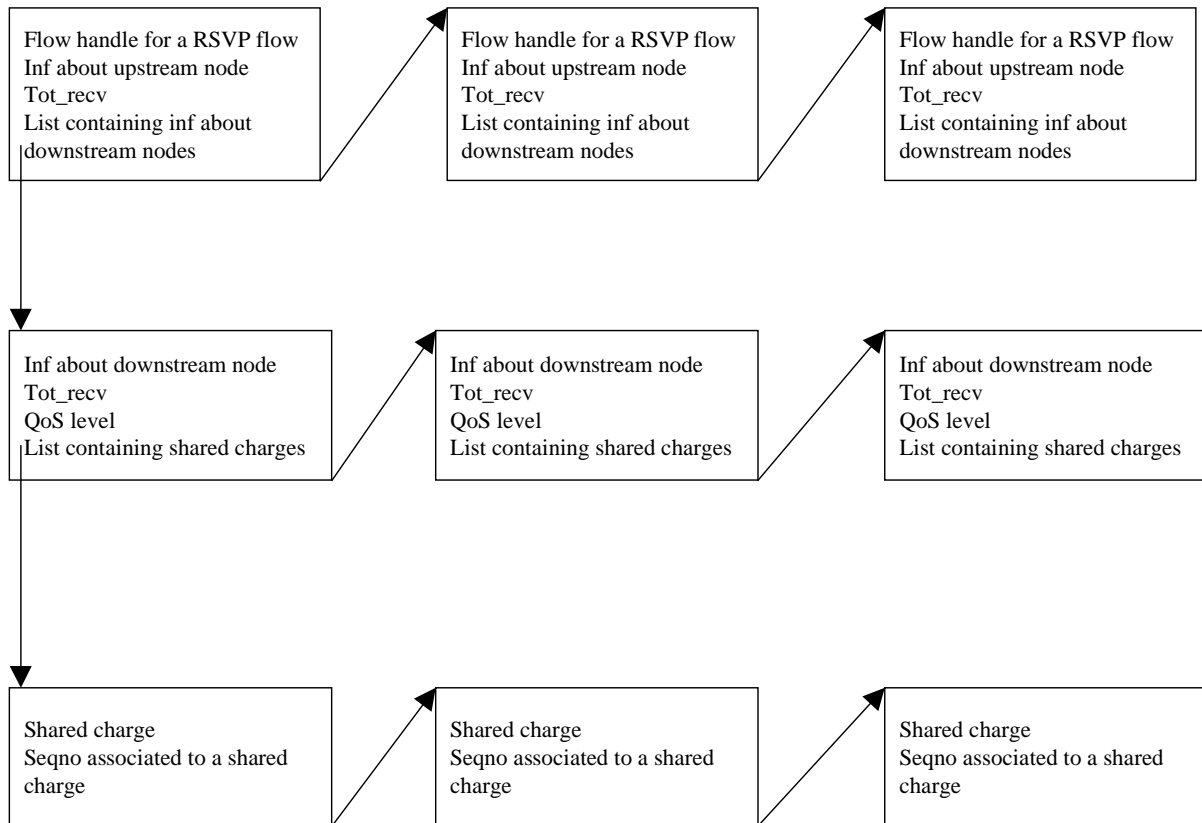 Flow handle for a RSVP flow
Inf about upstream node
Tot_recv
List containing inf about
downstream nodes
Flow handle for a RSVP flow
Inf about upstream node
Tot_recv
List containing inf about
downstream nodes
Flow handle for a RSVP flow
Inf about upstream node
Tot_recv
List containing inf about
downstream nodes
Inf about downstream node
Tot_recv
QoS level
List containing shared charges
Inf about downstream node
Tot_recv
QoS level
List containing shared charges
Inf about downstream node
Tot_recv
QoS level
List containing shared charges
Shared charge
Seqno associated to a shared
charge
Shared charge
Seqno associated to a shared
charge
Shared charge
Seqno associated to a shared
charge